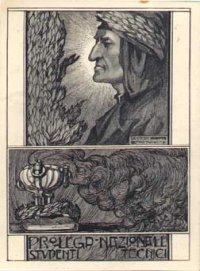 PRO LEGA NAZIONALE
STUDENTI TECNICI